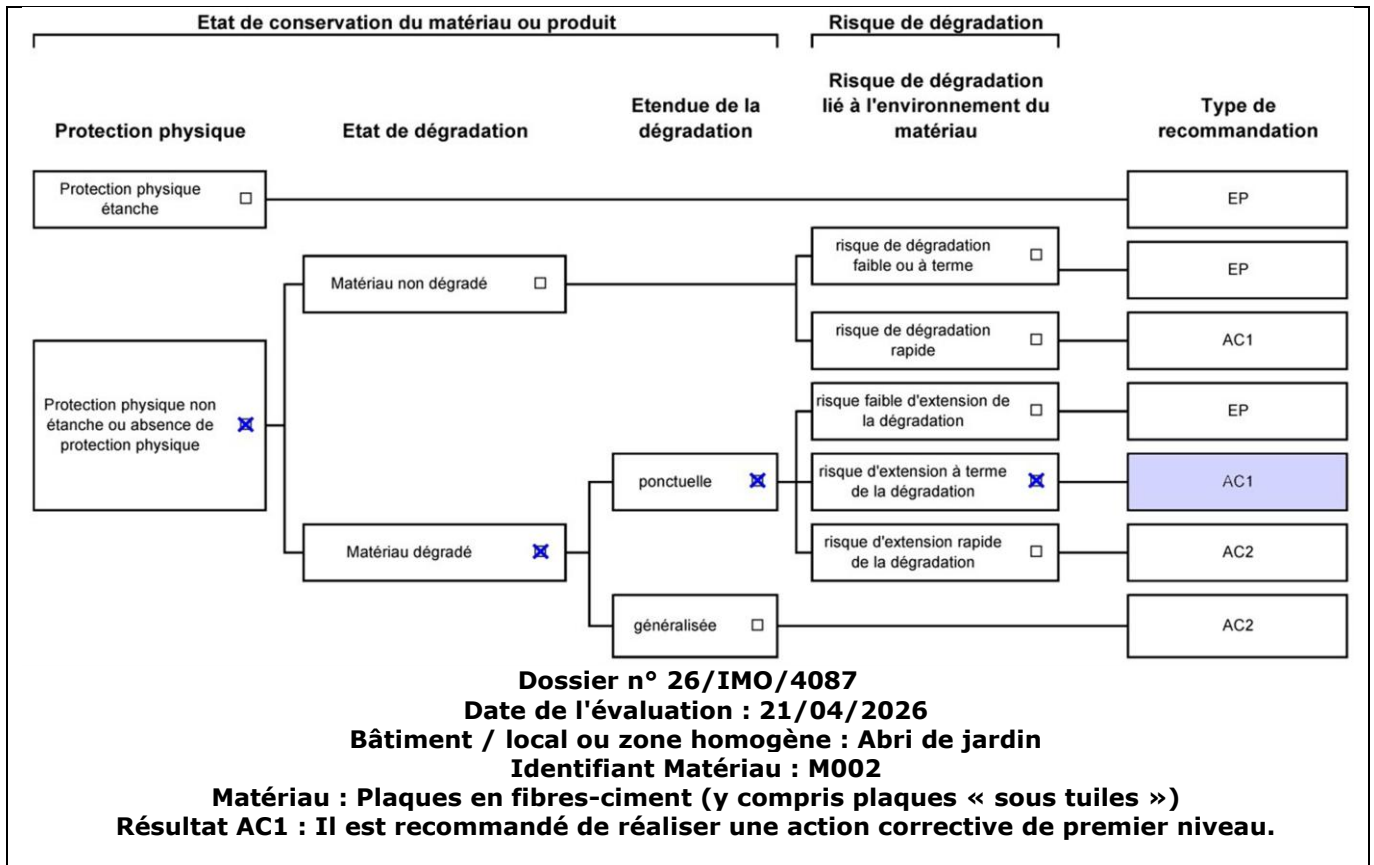 Etat de conservation du matériau ou produit
Risque de dégradation
Protection physique
Etat de dégradation
Etendue de la
dégradation
Risque de dégradation
lié à l'environnement du
matériau
Type de
recommandation
Protection physique
étanche
EP
risque de dégradation
faible ou à terme
EP
Matériau non dégradé
risque de dégradation
rapide
AC1
Protection physique non
étanche ou absence de
protection physique
risque faible d'extension de
la dégradation
EP
ponctuelle
risque d'extension à terme
de la dégradation
AC1
Matériau dégradé
risque d'extension rapide
de la dégradation
AC2
généralisée
AC2
Dossier n° 26/IMO/4087
Date de l'évaluation : 21/04/2026
Bâtiment / local ou zone homogène : Abri de jardin
Identifiant Matériau : M002
Matériau : Plaques en fibres-ciment (y compris plaques « sous tuiles »)
Résultat AC1 : Il est recommandé de réaliser une action corrective de premier niveau.